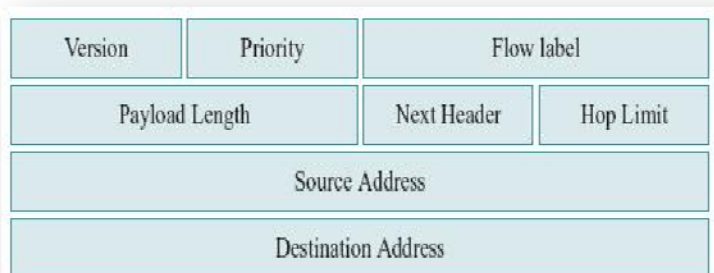 Version Priority Flow label
Payload Length Next Header Hop Limit
Source Address
Destination Address